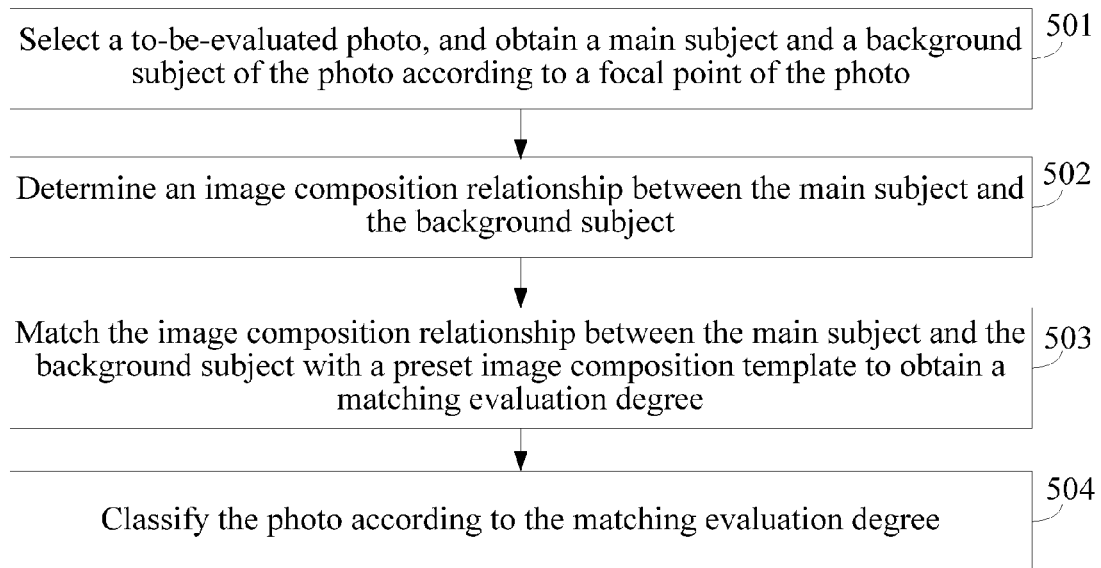 Select a to-be-evaluated photo, and obtain a main subject and a background
subject of the photo according to a focal point of the photo
501
Determine an image composition relationship between the main subject and
the background subject
502
Match the image composition relationship between the main subject and the
background subject with a preset image composition template to obtain a
matching evaluation degree
503
Classify the photo according to the matching evaluation degree
504